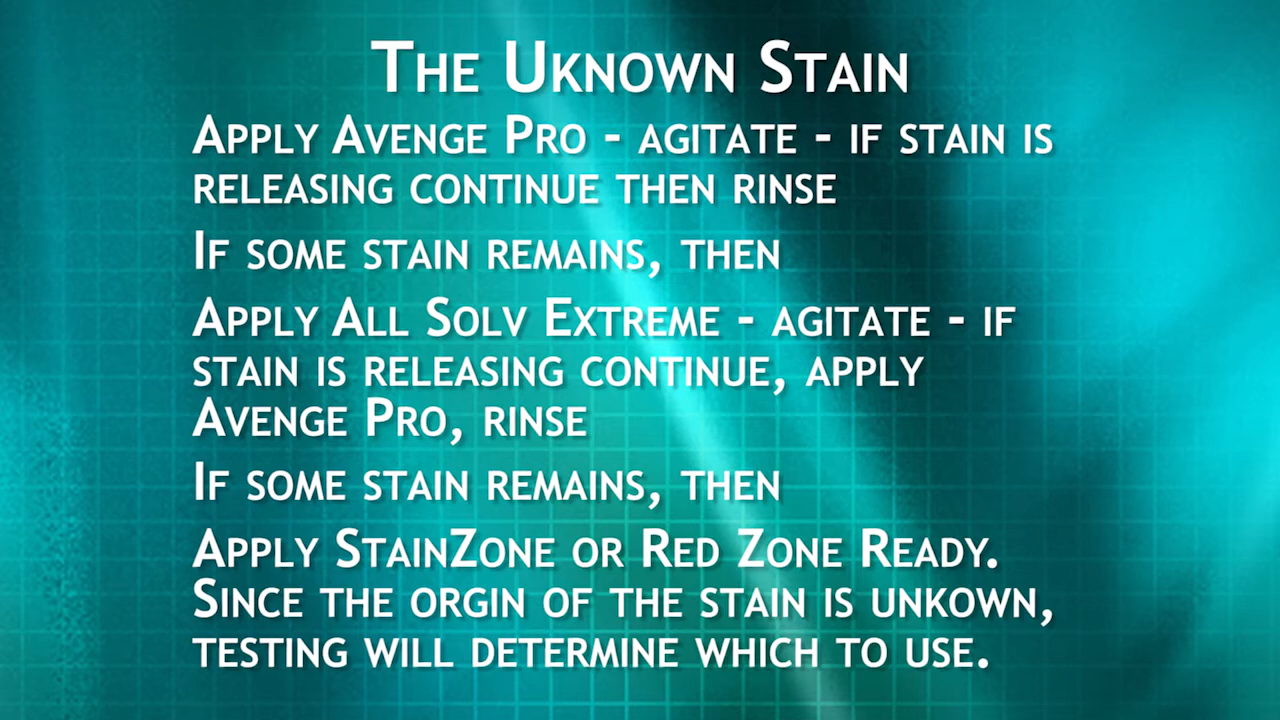 The Uknown Stain
Apply Avenge Pro - agitate - if stain is
releasing continue then rinse
If some stain remains, then
Apply All Solv Extreme - agitate - if
stain is releasing continue, apply
Avenge Pro, rinse
If some stain remains, then
Apply StainZone or Red Zone Ready.
Since the orgin of the stain is unkown,
testing will determine which to use.